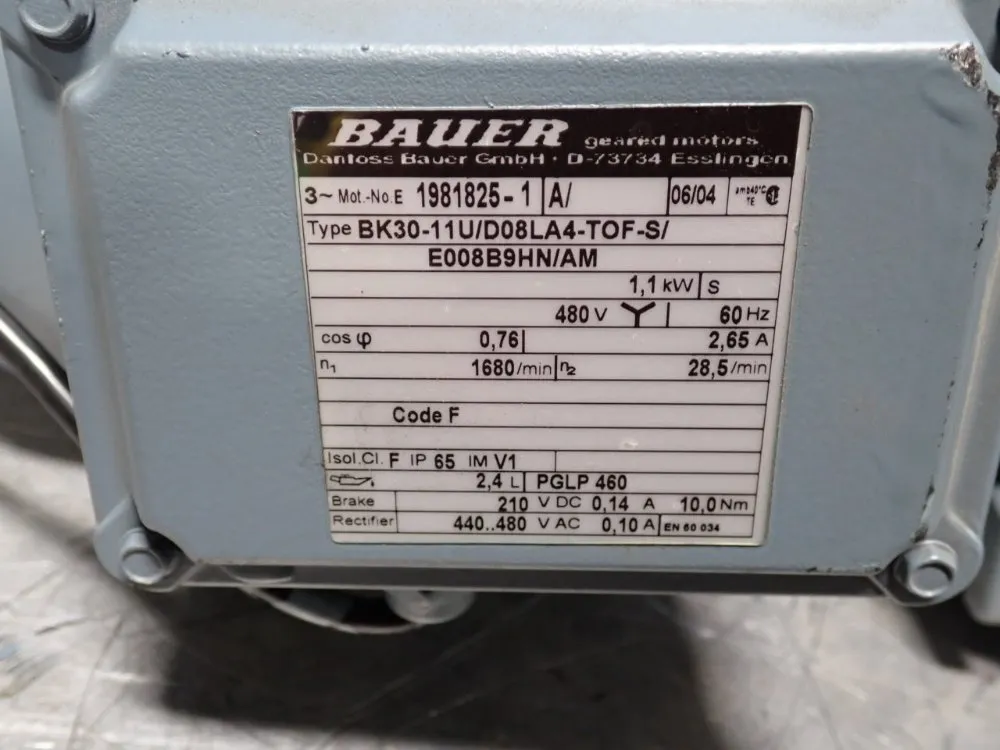 BAUER geared motors
Danfoss Bauer GmbH · D-73734 Esslingen
3~ Mot.-No.E 1981825-1 A/ 06/04 amb40°C TE
Type BK30-11U/D08LA4-TOF-S/
E008B9HN/AM
1,1 kW S
480 V 60 Hz
cos φ 0,76 2,65 A
n1 1680/min n2 28,5/min
Code F
Isol.Cl. F IP 65 IM V1
2,4 L PGLP 460
Brake 210 V DC 0,14 A 10,0 Nm
Rectifier 440..480 V AC 0,10 A EN 60 034